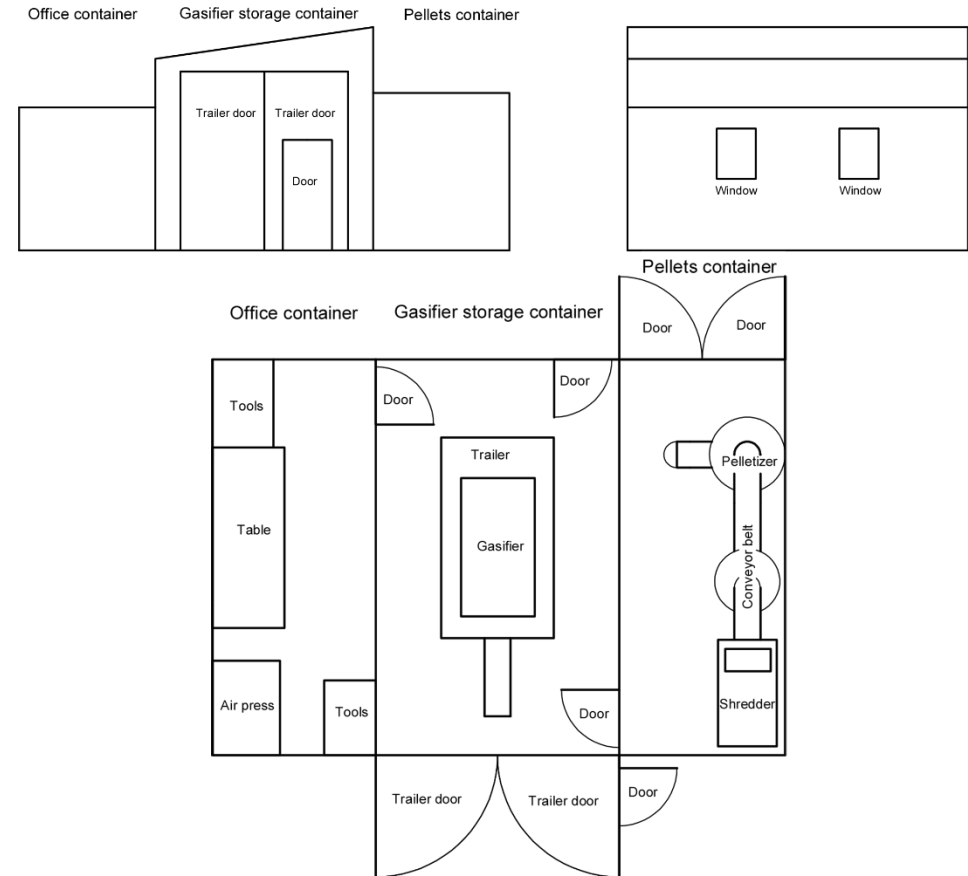 Office container
Gasifier storage container
Pellets container
Trailer door
Trailer door
Door
Window
Window
Pellets container
Office container
Gasifier storage container
Door
Door
Tools
Door
Door
Trailer
Pelletizer
Table
Gasifier
Conveyor belt
Air press
Tools
Door
Shredder
Trailer door
Trailer door
Door